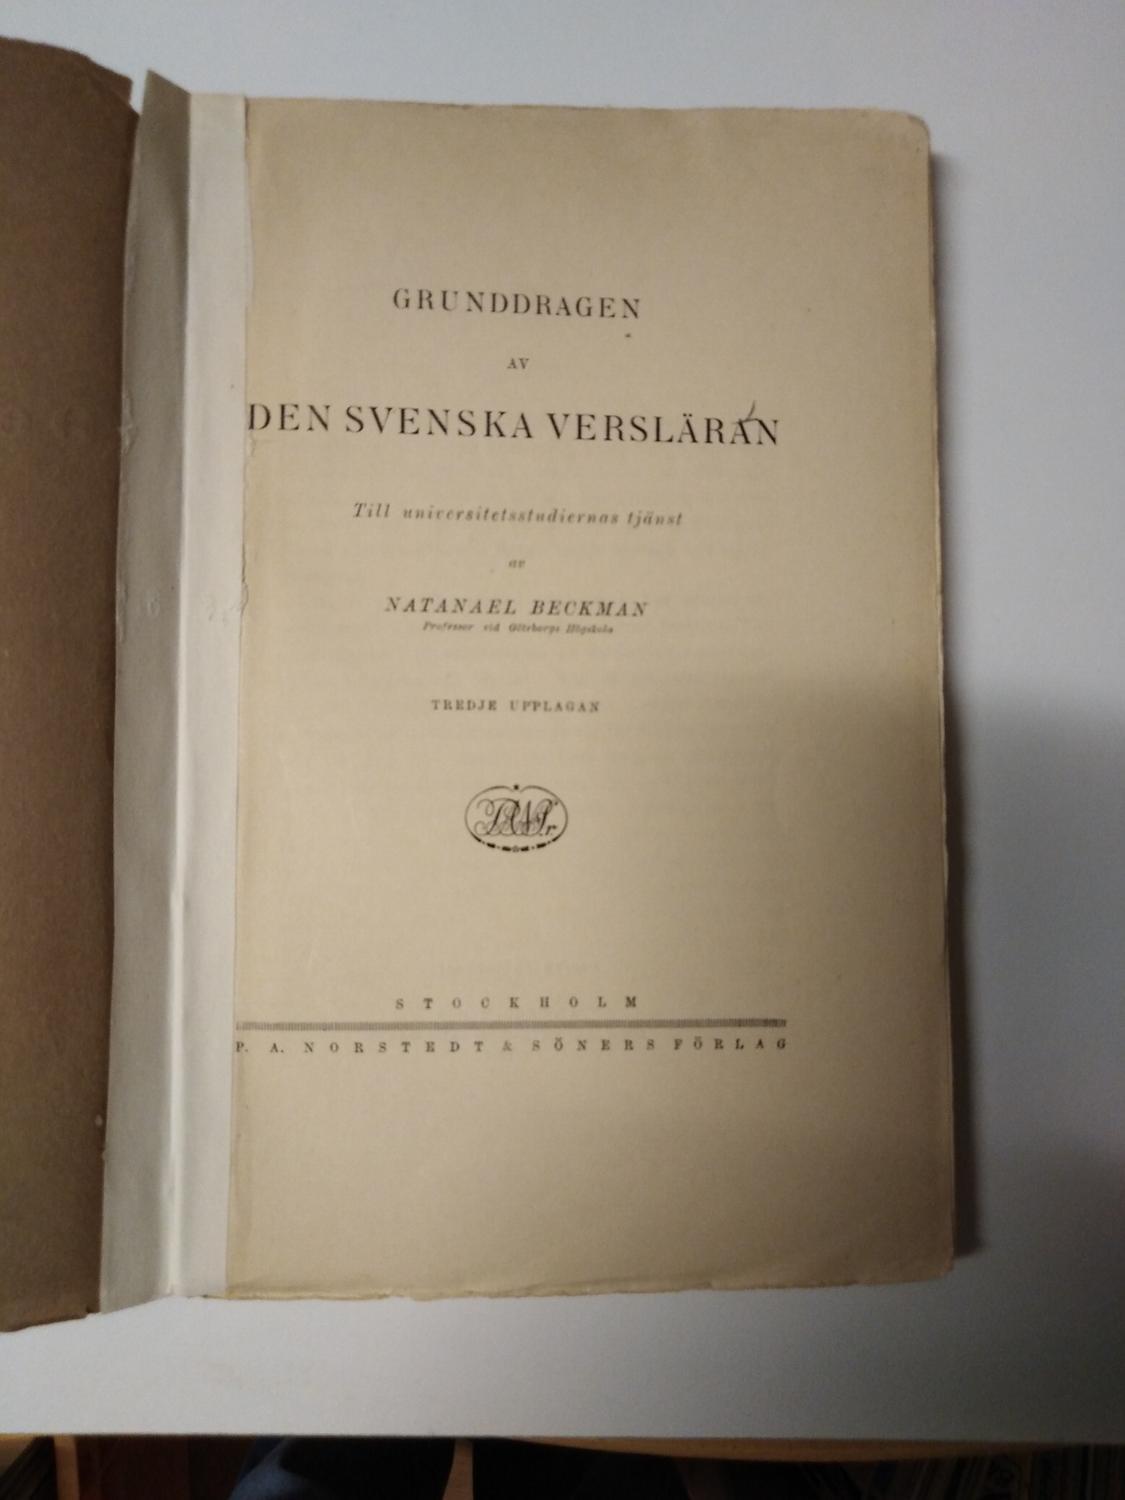 GRUNDDRAGEN
AV
DEN SVENSKA VERSLÄRAN
Till universitetsstudiernas tjänst
av
NATANAEL BECKMAN
Professor vid Göteborgs Högskola
TREDJE UPPLAGAN
STOCKHOLM
P. A. NORSTEDT & SÖNERS FÖRLAG